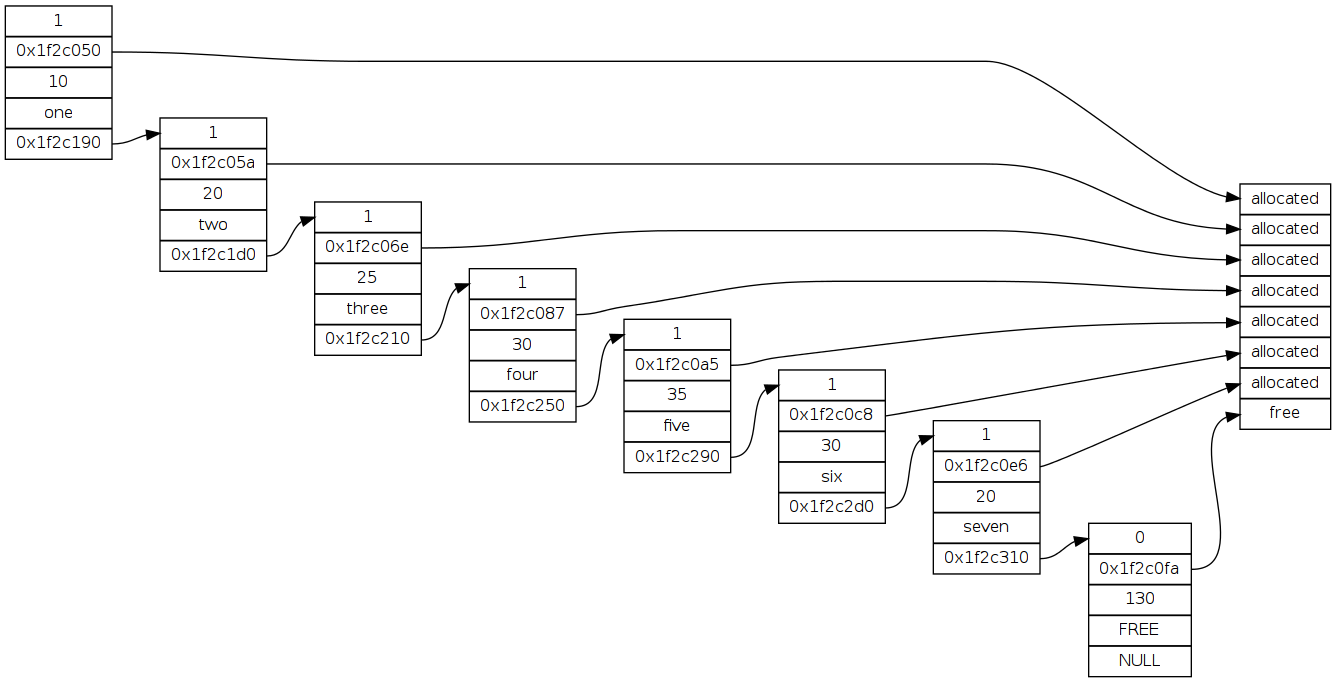 1
0x1f2c050
10
one
0x1f2c190
1
0x1f2c05a
20
two
0x1f2c1d0
1
0x1f2c06e
25
three
0x1f2c210
1
0x1f2c087
30
four
0x1f2c250
1
0x1f2c0a5
35
five
0x1f2c290
1
0x1f2c0c8
30
six
0x1f2c2d0
1
0x1f2c0e6
20
seven
0x1f2c310
0
0x1f2c0fa
130
FREE
NULL
allocated
allocated
allocated
allocated
allocated
allocated
allocated
free